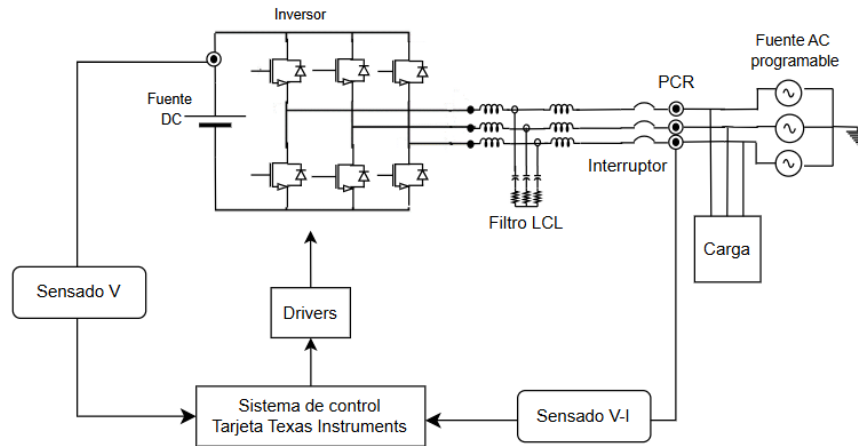 Inversor
Fuente AC
programable
PCR
Fuente
DC
Interruptor
Filtro LCL
Carga
Sensado V
Drivers
Sistema de control
Tarjeta Texas Instruments
Sensado V-I